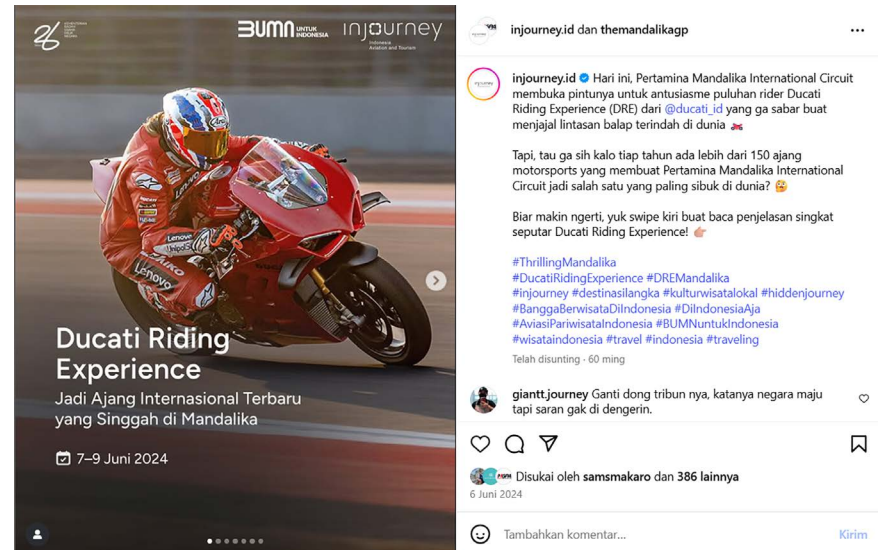 26
BUMN UNTUK INDONESIA
injourney
Indonesia
Aviation and Tourism
Lenovo
Lenovo
Lenovo
Ducati Riding
Experience
Jadi Ajang Internasional Terbaru
yang Singgah di Mandalika
7–9 Juni 2024
injourney.id dan themandalikagp
injourney.id Hari ini, Pertamina Mandalika International Circuit
membuka pintunya untuk antusiasme puluhan rider Ducati
Riding Experience (DRE) dari @ducati_id yang ga sabar buat
menjajal lintasan balap terindah di dunia 🏍️
Tapi, tau ga sih kalo tiap tahun ada lebih dari 150 ajang
motorsports yang membuat Pertamina Mandalika International
Circuit jadi salah satu yang paling sibuk di dunia? 🤔
Biar makin ngerti, yuk swipe kiri buat baca penjelasan singkat
seputar Ducati Riding Experience! 👉🏼
#ThrillingMandalika
#DucatiRidingExperience #DREMandalika
#injourney #destinasilangka #kulturwisatalokal #hiddenjourney
#BanggaBerwisataDiIndonesia #DiIndonesiaAja
#AviasiPariwisataIndonesia #BUMNuntukIndonesia
#wisataindonesia #travel #indonesia #traveling
Telah disunting · 60 ming
giantt.journey Ganti dong tribun nya, katanya negara maju
tapi saran gak di dengerin.
Disukai oleh samsmakaro dan 386 lainnya
6 Juni 2024
Tambahkan komentar...
Kirim